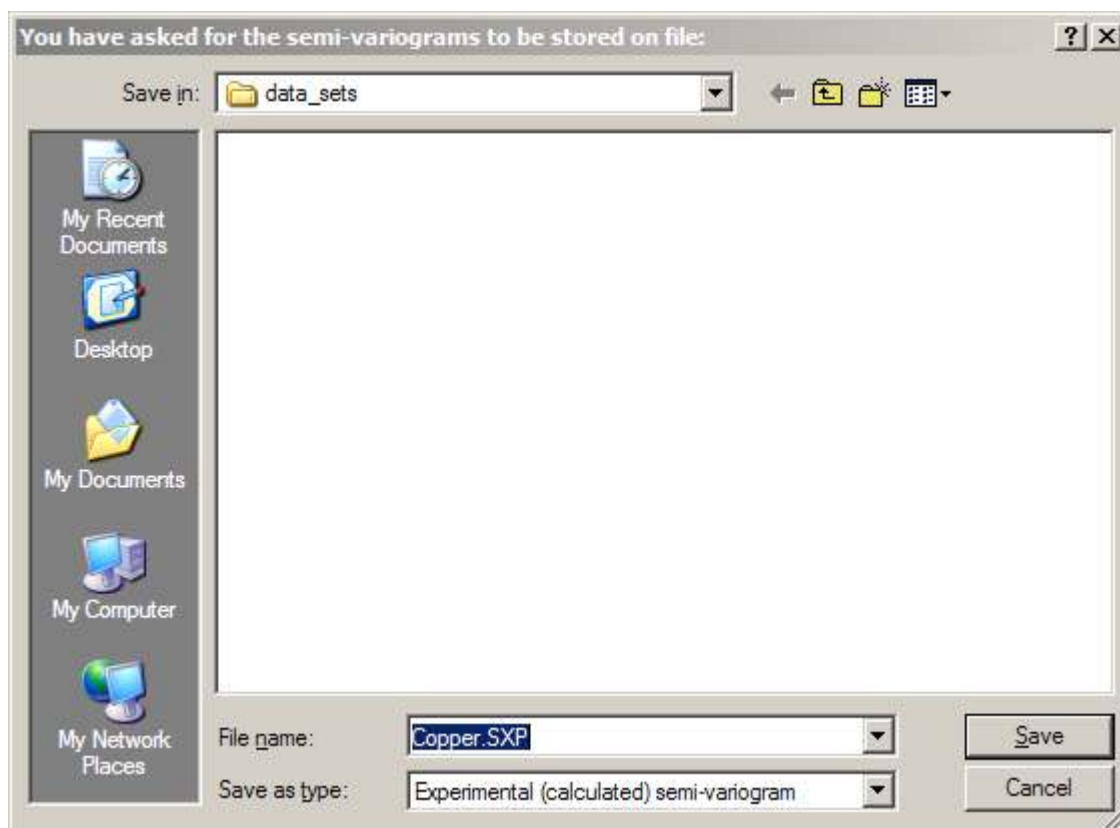 You have asked for the semi-variograms to be stored on file:
Save in:
data_sets
My Recent
Documents
Desktop
My Documents
My Computer
My Network
Places
File name:
Copper.SXP
Save
Save as type:
Experimental (calculated) semi-variogram
Cancel